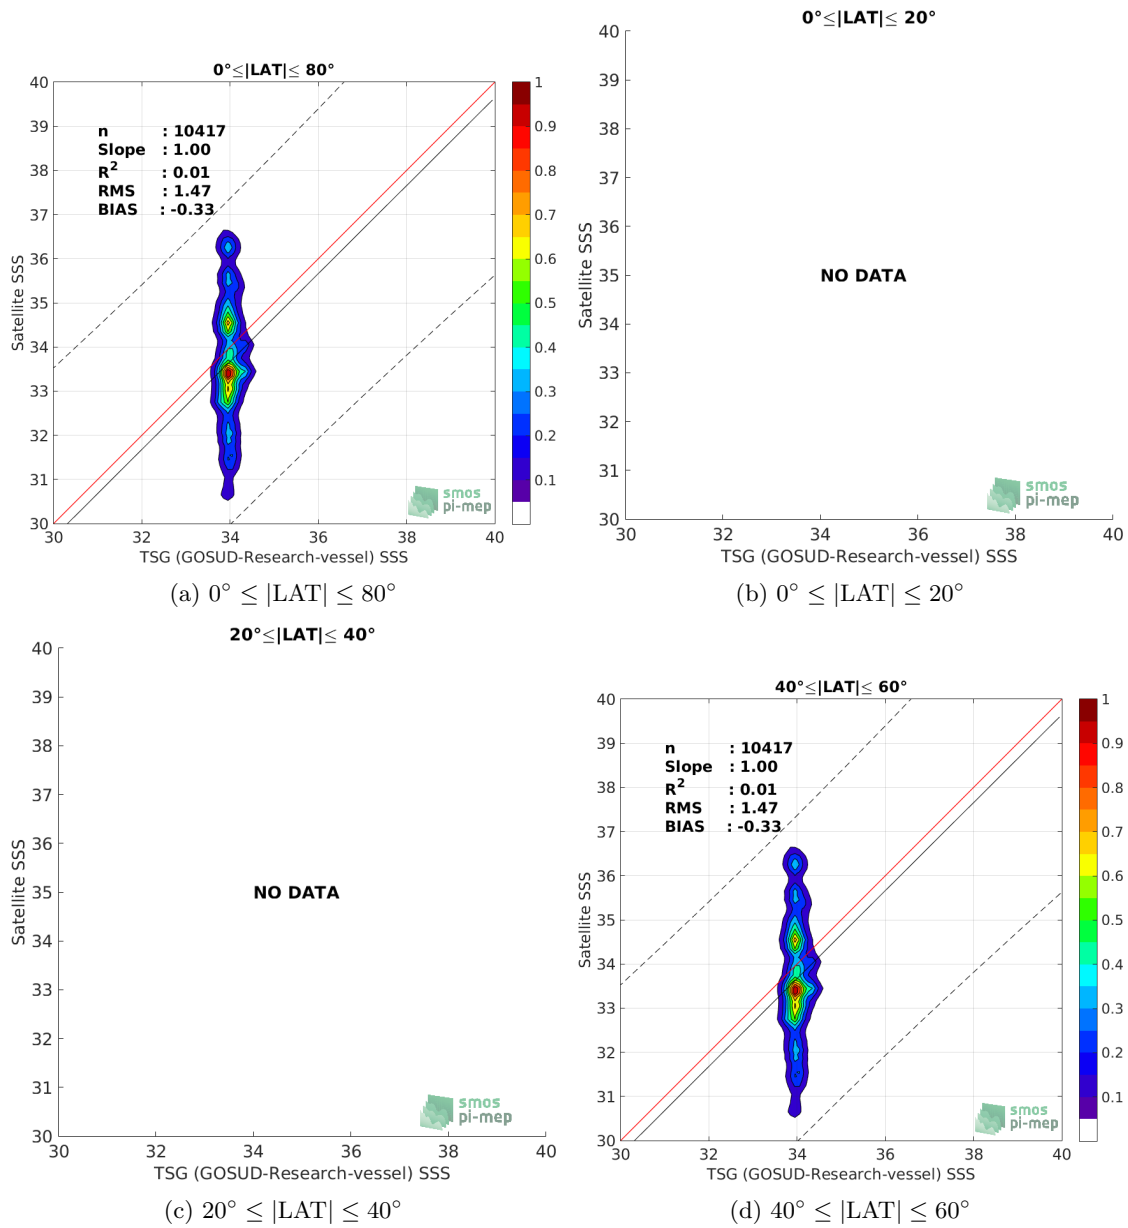 0°≤|LAT|≤ 80°
40
39
38
37
36
35
34
33
32
31
30
Satellite SSS
n : 10417
Slope : 1.00
R² : 0.01
RMS : 1.47
BIAS : -0.33
smos
pi-mep
30 32 34 36 38 40
TSG (GOSUD-Research-vessel) SSS
1
0.9
0.8
0.7
0.6
0.5
0.4
0.3
0.2
0.1
(a) 0° ≤ |LAT| ≤ 80°
0°≤|LAT|≤ 20°
40
39
38
37
36
35
34
33
32
31
30
Satellite SSS
NO DATA
smos
pi-mep
30 32 34 36 38 40
TSG (GOSUD-Research-vessel) SSS
(b) 0° ≤ |LAT| ≤ 20°
20°≤|LAT|≤ 40°
40
39
38
37
36
35
34
33
32
31
30
Satellite SSS
NO DATA
smos
pi-mep
30 32 34 36 38 40
TSG (GOSUD-Research-vessel) SSS
(c) 20° ≤ |LAT| ≤ 40°
40°≤|LAT|≤ 60°
40
39
38
37
36
35
34
33
32
31
30
Satellite SSS
n : 10417
Slope : 1.00
R² : 0.01
RMS : 1.47
BIAS : -0.33
smos
pi-mep
30 32 34 36 38 40
TSG (GOSUD-Research-vessel) SSS
1
0.9
0.8
0.7
0.6
0.5
0.4
0.3
0.2
0.1
(d) 40° ≤ |LAT| ≤ 60°